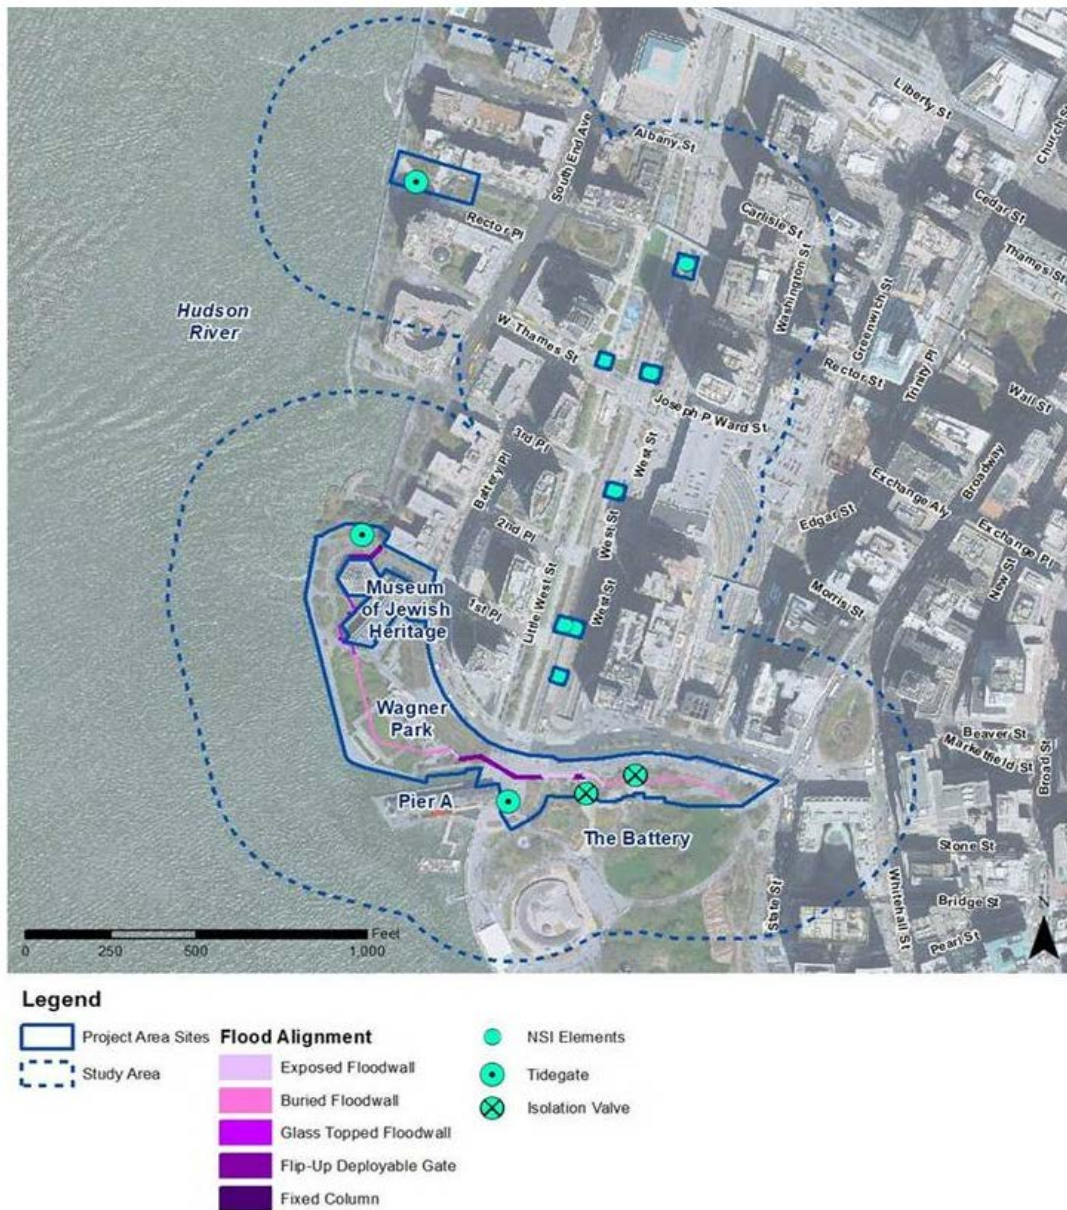 Liberty St
Church St
Albany St
South End Ave
Cedar St
Carlisle St
Thames St
Rector Pl
Washington St
Greenwich St
Hudson
River
W Thames St
Trinity Pl
Rector St
Wall St
Joseph P Ward St
3rd Pl
West St
Battery Pl
Broadway
Exchange Aly
2nd Pl
West St
Edgar St
Exchange Pl
New St
Museum
of Jewish
Heritage
1st Pl
Little West St
West St
Morris St
Wagner
Park
Beaver St
Marketfield St
Broad St
Pier A
The Battery
Stone St
State St
Whitehall St
Bridge St
Pearl St
N
Feet
0 250 500 1,000
Legend
Project Area Sites
Study Area
Flood Alignment
Exposed Floodwall
Buried Floodwall
Glass Topped Floodwall
Flip-Up Deployable Gate
Fixed Column
NSI Elements
Tidegate
Isolation Valve